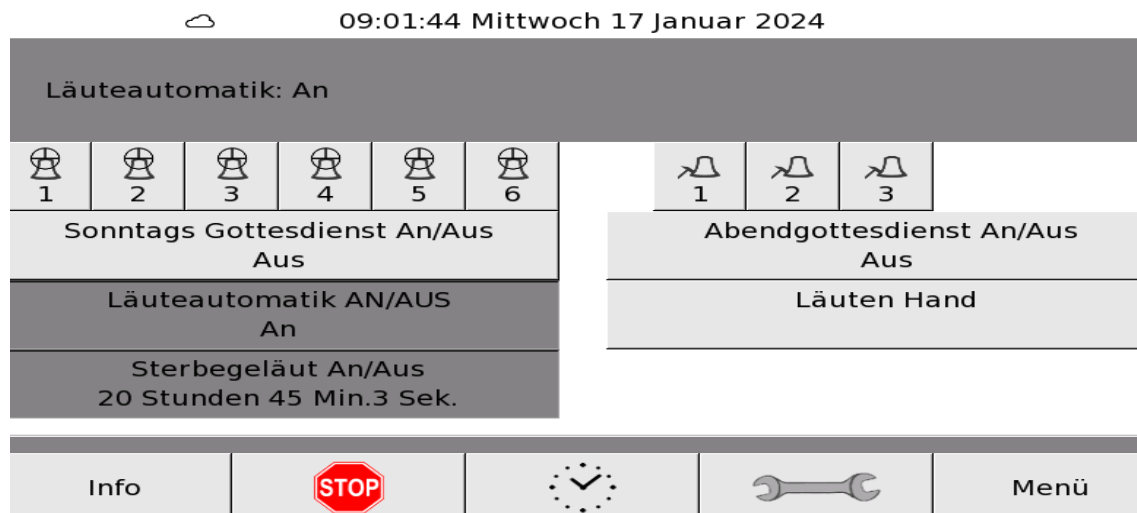 09:01:44 Mittwoch 17 Januar 2024
Läuteautomatik: An
1 2 3 4 5 6 1 2 3
Sonntags Gottesdienst An/Aus
Aus
Abendgottesdienst An/Aus
Aus
Läuteautomatik AN/AUS
An
Läuten Hand
Sterbegeläut An/Aus
20 Stunden 45 Min.3 Sek.
Info STOP Menü